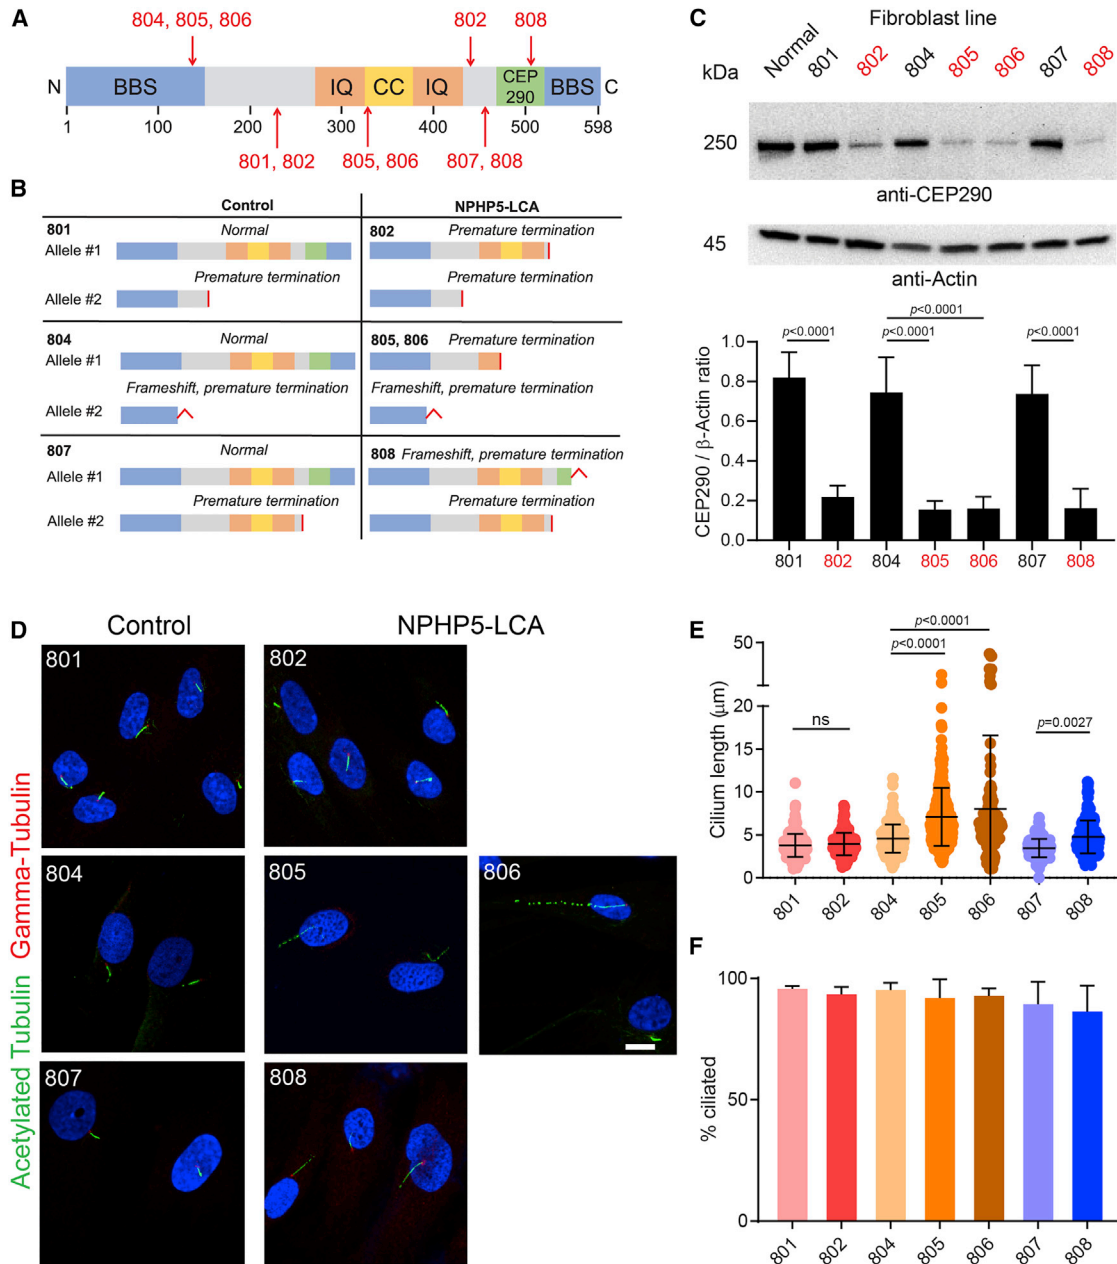 A
804, 805, 806
802
808
N
BBS
IQ
CC
IQ
CEP
290
BBS
C
1
100
200
300
400
500
598
801, 802
805, 806
807, 808
B
Control
NPHP5-LCA
801
Normal
Allele #1
Premature termination
Allele #2
802
Premature termination
Premature termination
804
Normal
Allele #1
Frameshift, premature termination
Allele #2
805, 806
Premature termination
Frameshift, premature termination
807
Normal
Allele #1
Premature termination
Allele #2
808 Frameshift, premature termination
Premature termination
C
Fibroblast line
kDa
Normal
801
802
804
805
806
807
808
250
anti-CEP290
45
anti-Actin
p<0.0001
p<0.0001
p<0.0001
p<0.0001
CEP290 / β-Actin ratio
1.0
0.8
0.6
0.4
0.2
0.0
801
802
804
805
806
807
808
D
Control
NPHP5-LCA
Acetylated Tubulin Gamma-Tubulin
801
802
804
805
806
807
808
E
p<0.0001
p<0.0001
ns
p=0.0027
Cilium length (μm)
50
20
15
10
5
0
801
802
804
805
806
807
808
F
% ciliated
100
50
0
801
802
804
805
806
807
808